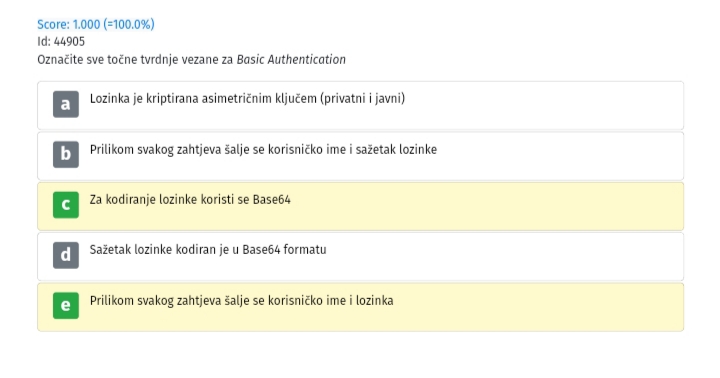 Score: 1.000 (=100.0%)
Id: 44905
Označite sve točne tvrdnje vezane za Basic Authentication
a Lozinka je kriptirana asimetričnim ključem (privatni i javni)
b Prilikom svakog zahtjeva šalje se korisničko ime i sažetak lozinke
c Za kodiranje lozinke koristi se Base64
d Sažetak lozinke kodiran je u Base64 formatu
e Prilikom svakog zahtjeva šalje se korisničko ime i lozinka